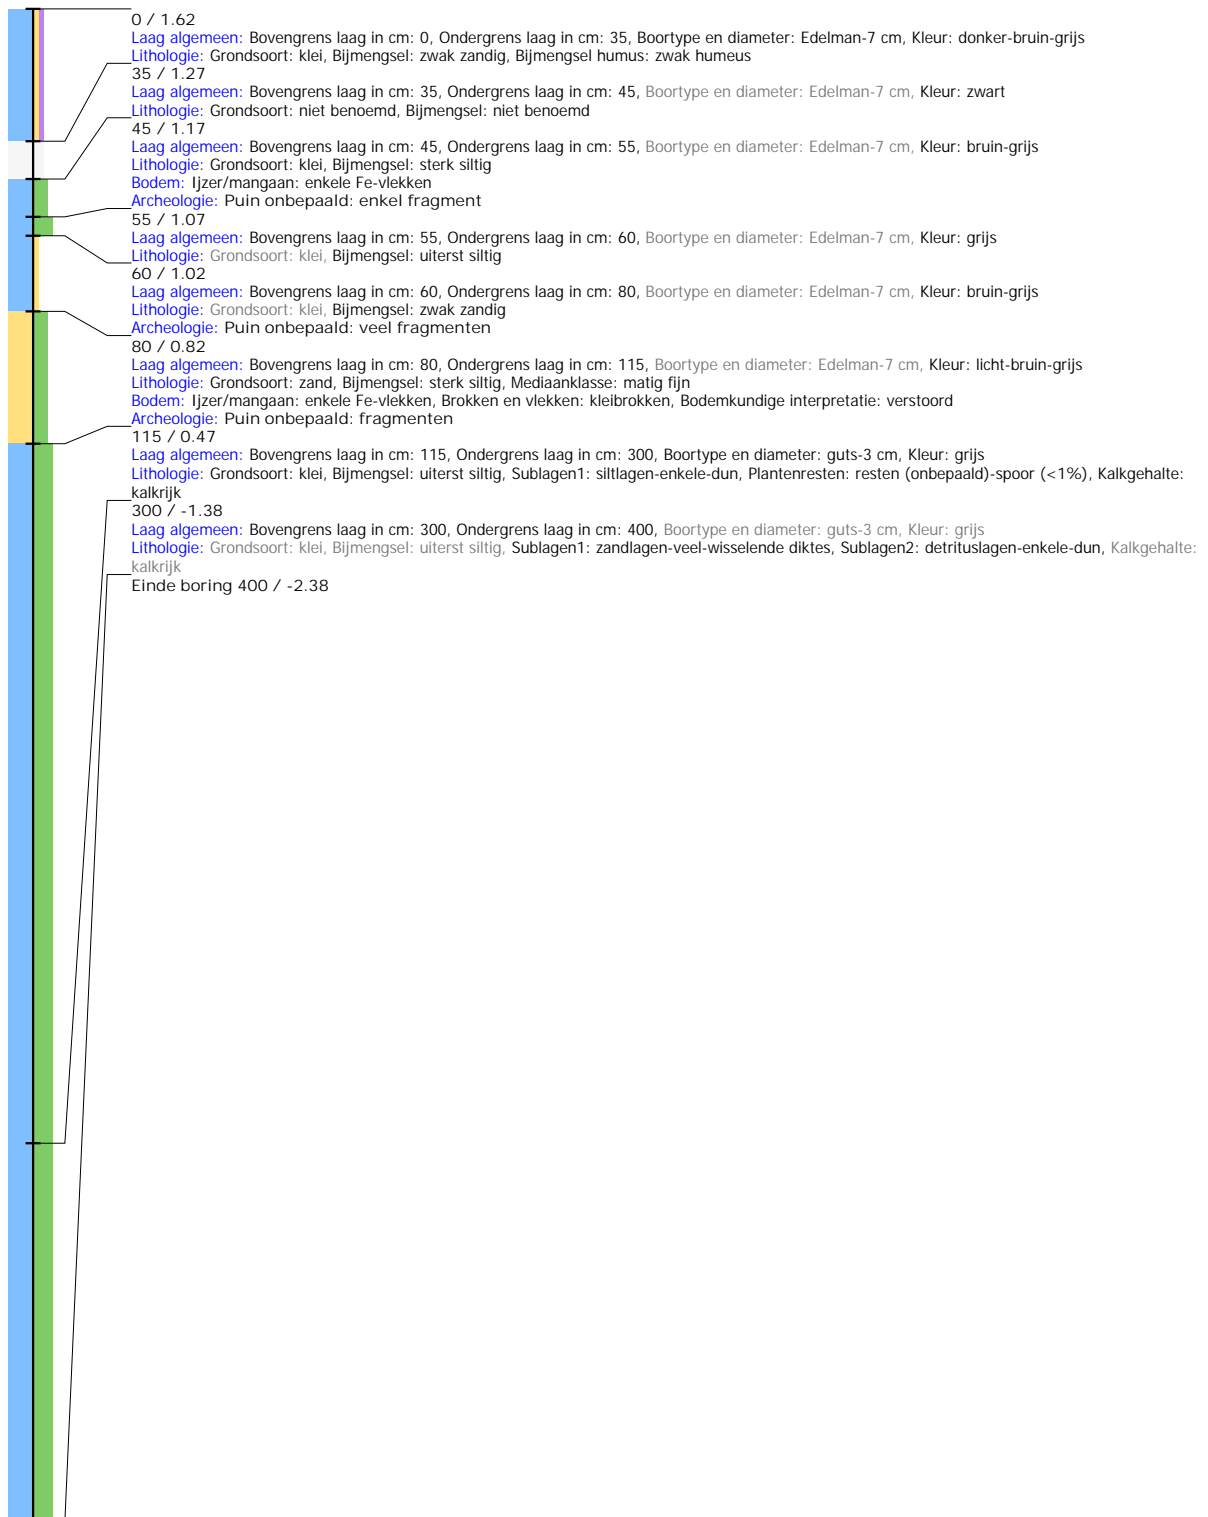 0 / 1.62
Laag algemeen: Bovengrens laag in cm: 0, Ondergrens laag in cm: 35, Boortype en diameter: Edelman-7 cm, Kleur: donker-bruin-grijs
Lithologie: Grondsoort: klei, Bijmengsel: zwak zandig, Bijmengsel humus: zwak humeus
35 / 1.27
Laag algemeen: Bovengrens laag in cm: 35, Ondergrens laag in cm: 45, Boortype en diameter: Edelman-7 cm, Kleur: zwart
Lithologie: Grondsoort: niet benoemd, Bijmengsel: niet benoemd
45 / 1.17
Laag algemeen: Bovengrens laag in cm: 45, Ondergrens laag in cm: 55, Boortype en diameter: Edelman-7 cm, Kleur: bruin-grijs
Lithologie: Grondsoort: klei, Bijmengsel: sterk siltig
Bodem: Ijzer/mangaan: enkele Fe-vlekken
Archeologie: Puin onbepaald: enkel fragment
55 / 1.07
Laag algemeen: Bovengrens laag in cm: 55, Ondergrens laag in cm: 60, Boortype en diameter: Edelman-7 cm, Kleur: grijs
Lithologie: Grondsoort: klei, Bijmengsel: uiterst siltig
60 / 1.02
Laag algemeen: Bovengrens laag in cm: 60, Ondergrens laag in cm: 80, Boortype en diameter: Edelman-7 cm, Kleur: bruin-grijs
Lithologie: Grondsoort: klei, Bijmengsel: zwak zandig
Archeologie: Puin onbepaald: veel fragmenten
80 / 0.82
Laag algemeen: Bovengrens laag in cm: 80, Ondergrens laag in cm: 115, Boortype en diameter: Edelman-7 cm, Kleur: licht-bruin-grijs
Lithologie: Grondsoort: zand, Bijmengsel: sterk siltig, Mediaanklasse: matig fijn
Bodem: Ijzer/mangaan: enkele Fe-vlekken, Brokken en vlekken: kleibrokken, Bodemkundige interpretatie: verstoord
Archeologie: Puin onbepaald: fragmenten
115 / 0.47
Laag algemeen: Bovengrens laag in cm: 115, Ondergrens laag in cm: 300, Boortype en diameter: guts-3 cm, Kleur: grijs
Lithologie: Grondsoort: klei, Bijmengsel: uiterst siltig, Sublagen1: siltlagen-enkele-dun, Plantenresten: resten (onbepaald)-spoor (<1%), Kalkgehalte:
kalkrijk
300 / -1.38
Laag algemeen: Bovengrens laag in cm: 300, Ondergrens laag in cm: 400, Boortype en diameter: guts-3 cm, Kleur: grijs
Lithologie: Grondsoort: klei, Bijmengsel: uiterst siltig, Sublagen1: zandlagen-veel-wisselende diktes, Sublagen2: detrituslagen-enkele-dun, Kalkgehalte:
kalkrijk
Einde boring 400 / -2.38